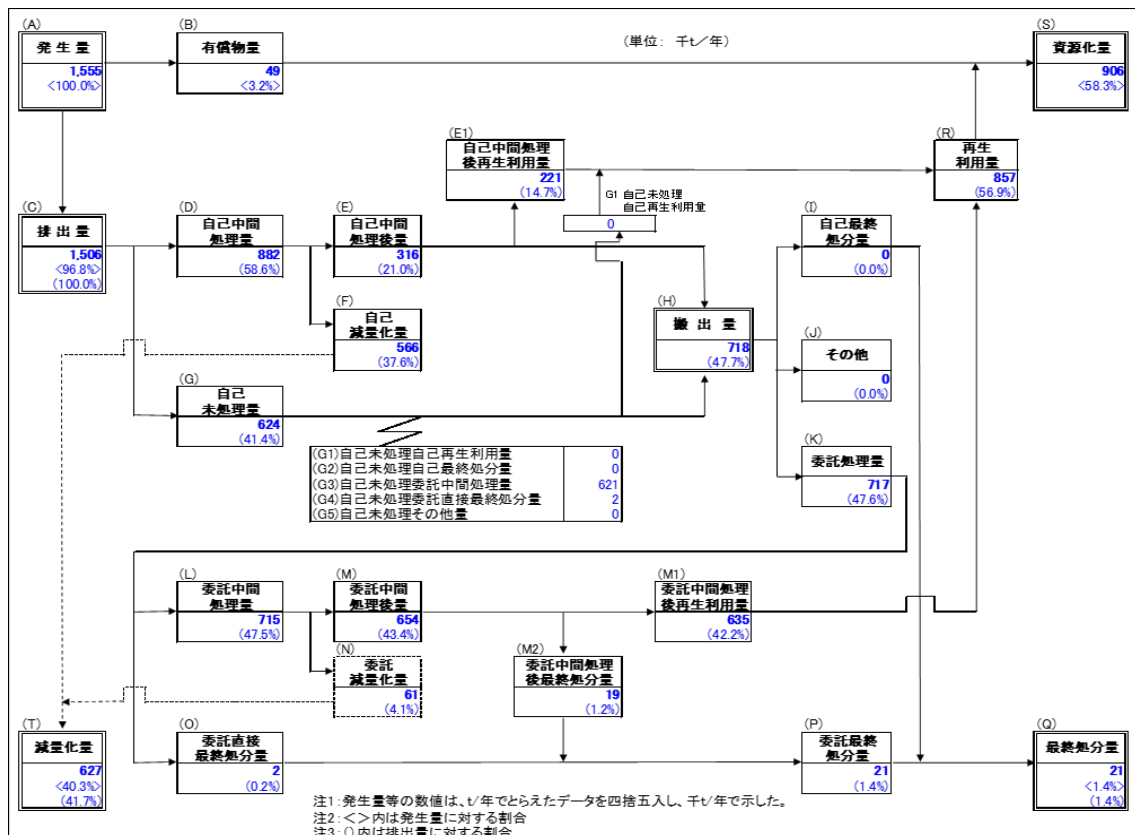 (A)
発生量
1,555
<100.0%>
(B)
有償物量
49
<3.2%>
(単位： 千t／年)
(S)
資源化量
906
<58.3%>
(E1)
自己中間処理
後再生利用量
221
(14.7%)
G1 自己未処理
自己再生利用量
0
(R)
再生
利用量
857
(56.9%)
(C)
排出量
1,506
<96.8%>
(100.0%)
(D)
自己中間
処理量
882
(58.6%)
(E)
自己中間
処理後量
316
(21.0%)
(I)
自己最終
処分量
0
(0.0%)
(F)
自己
減量化量
566
(37.6%)
(H)
搬出量
718
(47.7%)
(J)
その他
0
(0.0%)
(G)
自己
未処理量
624
(41.4%)
(G1)自己未処理自己再生利用量 0
(G2)自己未処理自己最終処分量 0
(G3)自己未処理委託中間処理量 621
(G4)自己未処理委託直接最終処分量 2
(G5)自己未処理その他量 0
(K)
委託処理量
717
(47.6%)
(L)
委託中間
処理量
715
(47.5%)
(M)
委託中間
処理後量
654
(43.4%)
(M1)
委託中間処理
後再生利用量
635
(42.2%)
(N)
委託
減量化量
61
(4.1%)
(M2)
委託中間処理
後最終処分量
19
(1.2%)
(T)
減量化量
627
<40.3%>
(41.7%)
(O)
委託直接
最終処分量
2
(0.2%)
(P)
委託最終
処分量
21
(1.4%)
(Q)
最終処分量
21
<1.4%>
(1.4%)
注1：発生量等の数値は、t/年でとらえたデータを四捨五入し、千t/年で示した。
注2：<>内は発生量に対する割合
注3：()内は排出量に対する割合